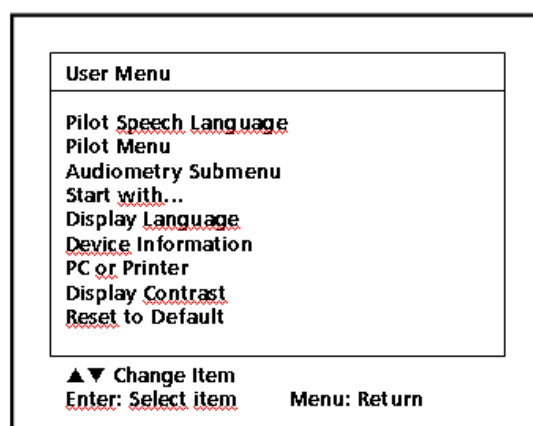 User Menu
Pilot Speech Language
Pilot Menu
Audiometry Submenu
Start with...
Display Language
Device Information
PC or Printer
Display Contrast
Reset to Default
▲▼ Change Item
Enter: Select item Menu: Return